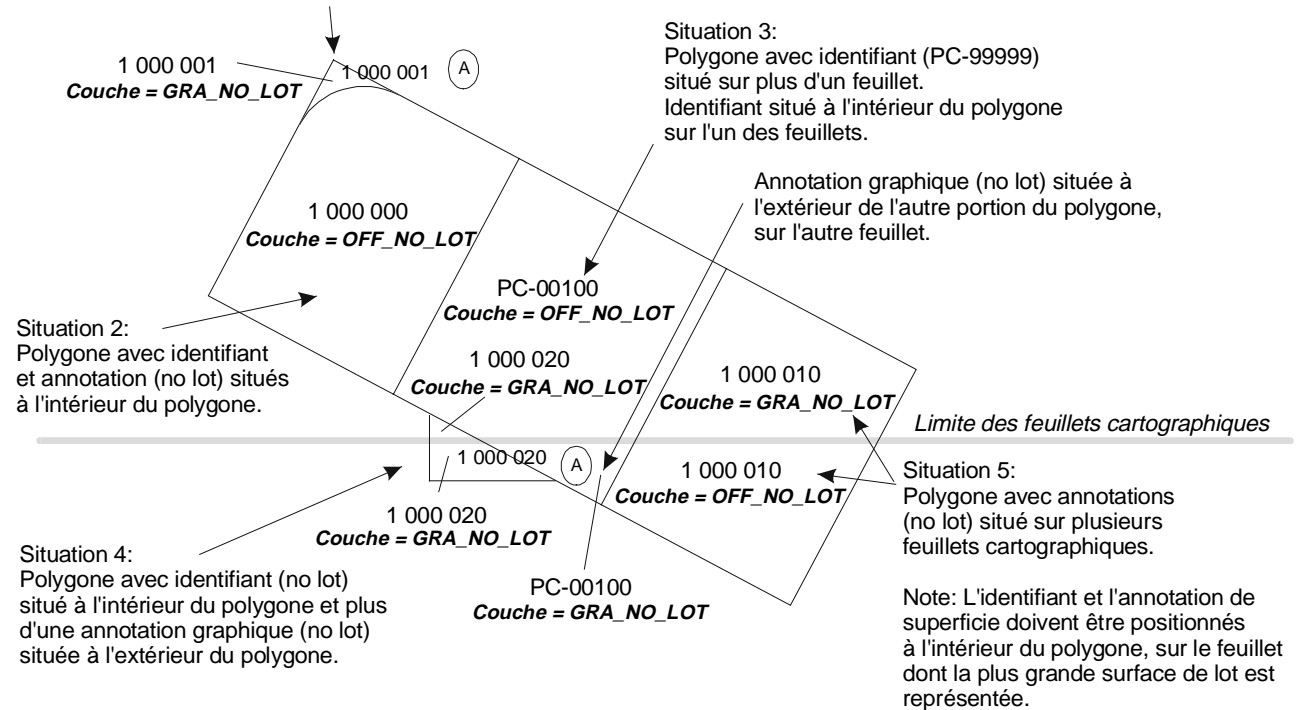 Situation 3:
Polygone avec identifiant (PC-99999)
situé sur plus d'un feuillet.
Identifiant situé à l'intérieur du polygone
sur l'un des feuillets.
1 000 001
Couche = GRA_NO_LOT
1 000 001
A
Annotation graphique (no lot) située à
l'extérieur de l'autre portion du polygone,
sur l'autre feuillet.
1 000 000
Couche = OFF_NO_LOT
PC-00100
Couche = OFF_NO_LOT
Situation 2:
Polygone avec identifiant
et annotation (no lot) situés
à l'intérieur du polygone.
1 000 020
Couche = GRA_NO_LOT
1 000 010
Couche = GRA_NO_LOT
Limite des feuillets cartographiques
1 000 020
A
1 000 010
Couche = OFF_NO_LOT
Situation 5:
Polygone avec annotations
(no lot) situé sur plusieurs
feuillets cartographiques.
1 000 020
Couche = GRA_NO_LOT
Situation 4:
Polygone avec identifiant (no lot)
situé à l'intérieur du polygone et plus
d'une annotation graphique (no lot)
située à l'extérieur du polygone.
PC-00100
Couche = GRA_NO_LOT
Note: L'identifiant et l'annotation de
superficie doivent être positionnés
à l'intérieur du polygone, sur le feuillet
dont la plus grande surface de lot est
représentée.